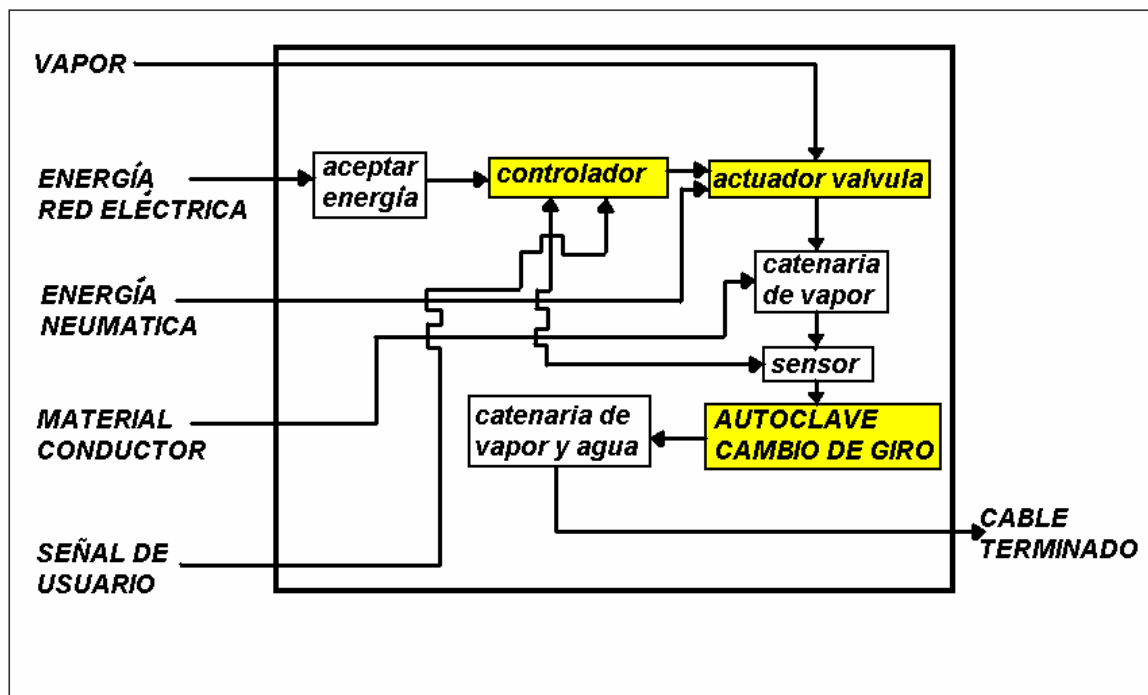 VAPOR
ENERGÍA
RED ELÉCTRICA
aceptar
energía
controlador
actuador valvula
ENERGÍA
NEUMATICA
catenaria
de vapor
sensor
MATERIAL
CONDUCTOR
catenaria de
vapor y agua
AUTOCLAVE
CAMBIO DE GIRO
SEÑAL DE
USUARIO
CABLE
TERMINADO